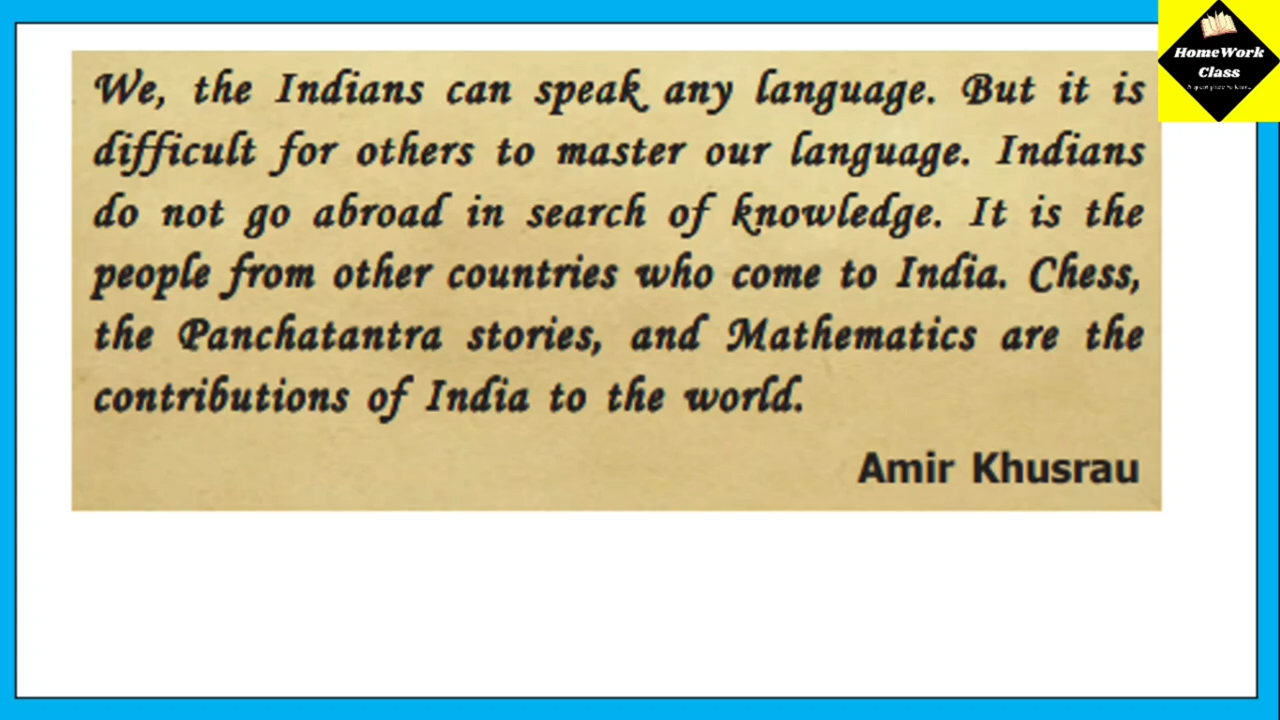 HomeWork
Class
We, the Indians can speak any language. But it is
difficult for others to master our language. Indians
do not go abroad in search of knowledge. It is the
people from other countries who come to India. Chess,
the Panchatantra stories, and Mathematics are the
contributions of India to the world.
Amir Khusrau